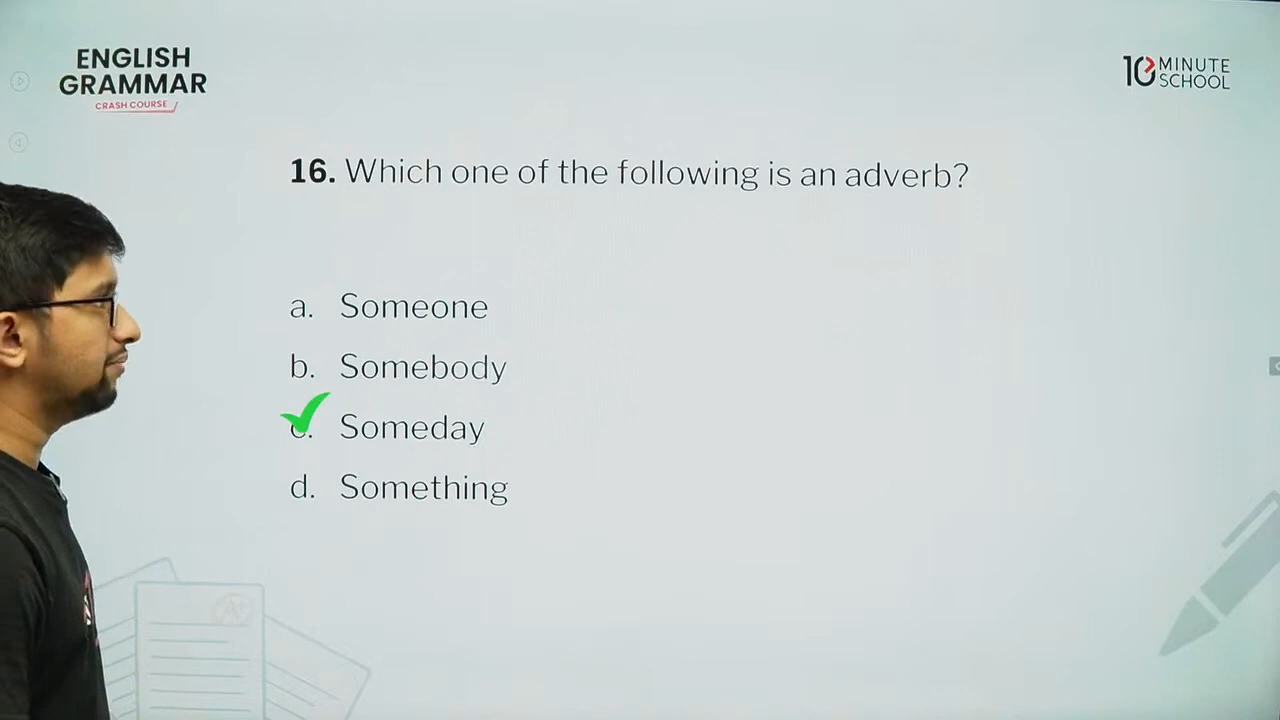 ENGLISH
GRAMMAR
CRASH COURSE
10 MINUTE
SCHOOL
16. Which one of the following is an adverb?
a. Someone
b. Somebody
c. Someday
d. Something
A+